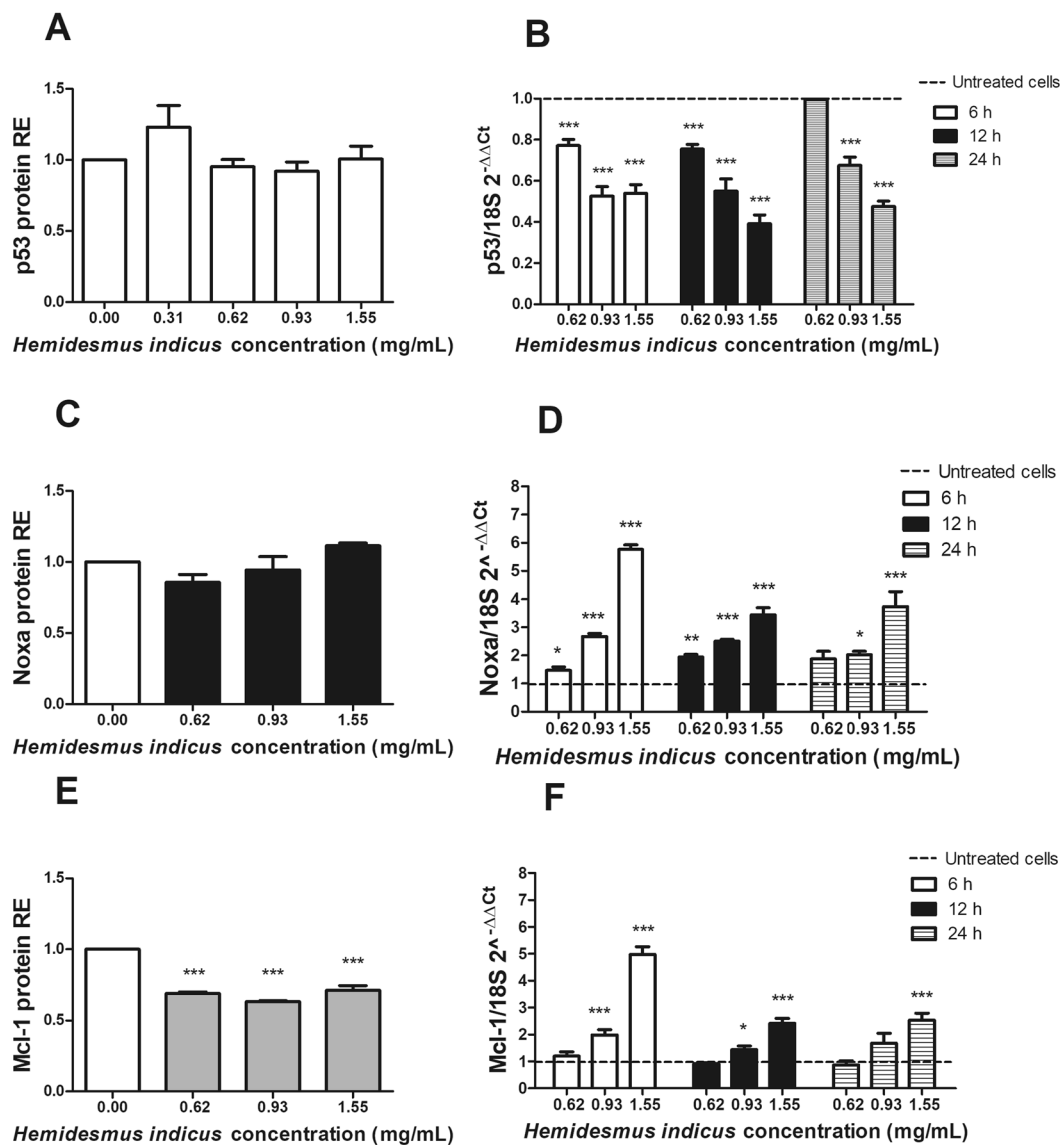 A
p53 protein RE
1.5
1.0
0.5
0.0
0.00 0.31 0.62 0.93 1.55
Hemidesmus indicus concentration (mg/mL)
B
p53/18S 2^-ΔΔCt
1.0
0.8
0.6
0.4
0.2
0.0
*** *** *** *** *** *** *** ***
0.62 0.93 1.55 0.62 0.93 1.55 0.62 0.93 1.55
Hemidesmus indicus concentration (mg/mL)
Untreated cells
6 h
12 h
24 h
C
Noxa protein RE
1.5
1.0
0.5
0.0
0.00 0.62 0.93 1.55
Hemidesmus indicus concentration (mg/mL)
D
Noxa/18S 2^-ΔΔCt
8
7
6
5
4
3
2
1
0
* *** *** ** *** *** * ***
0.62 0.93 1.55 0.62 0.93 1.55 0.62 0.93 1.55
Hemidesmus indicus concentration (mg/mL)
Untreated cells
6 h
12 h
24 h
E
Mcl-1 protein RE
1.5
1.0
0.5
0.0
*** *** ***
0.00 0.62 0.93 1.55
Hemidesmus indicus concentration (mg/mL)
F
Mcl-1/18S 2^-ΔΔCt
8
7
6
5
4
3
2
1
0
*** *** * *** ***
0.62 0.93 1.55 0.62 0.93 1.55 0.62 0.93 1.55
Hemidesmus indicus concentration (mg/mL)
Untreated cells
6 h
12 h
24 h